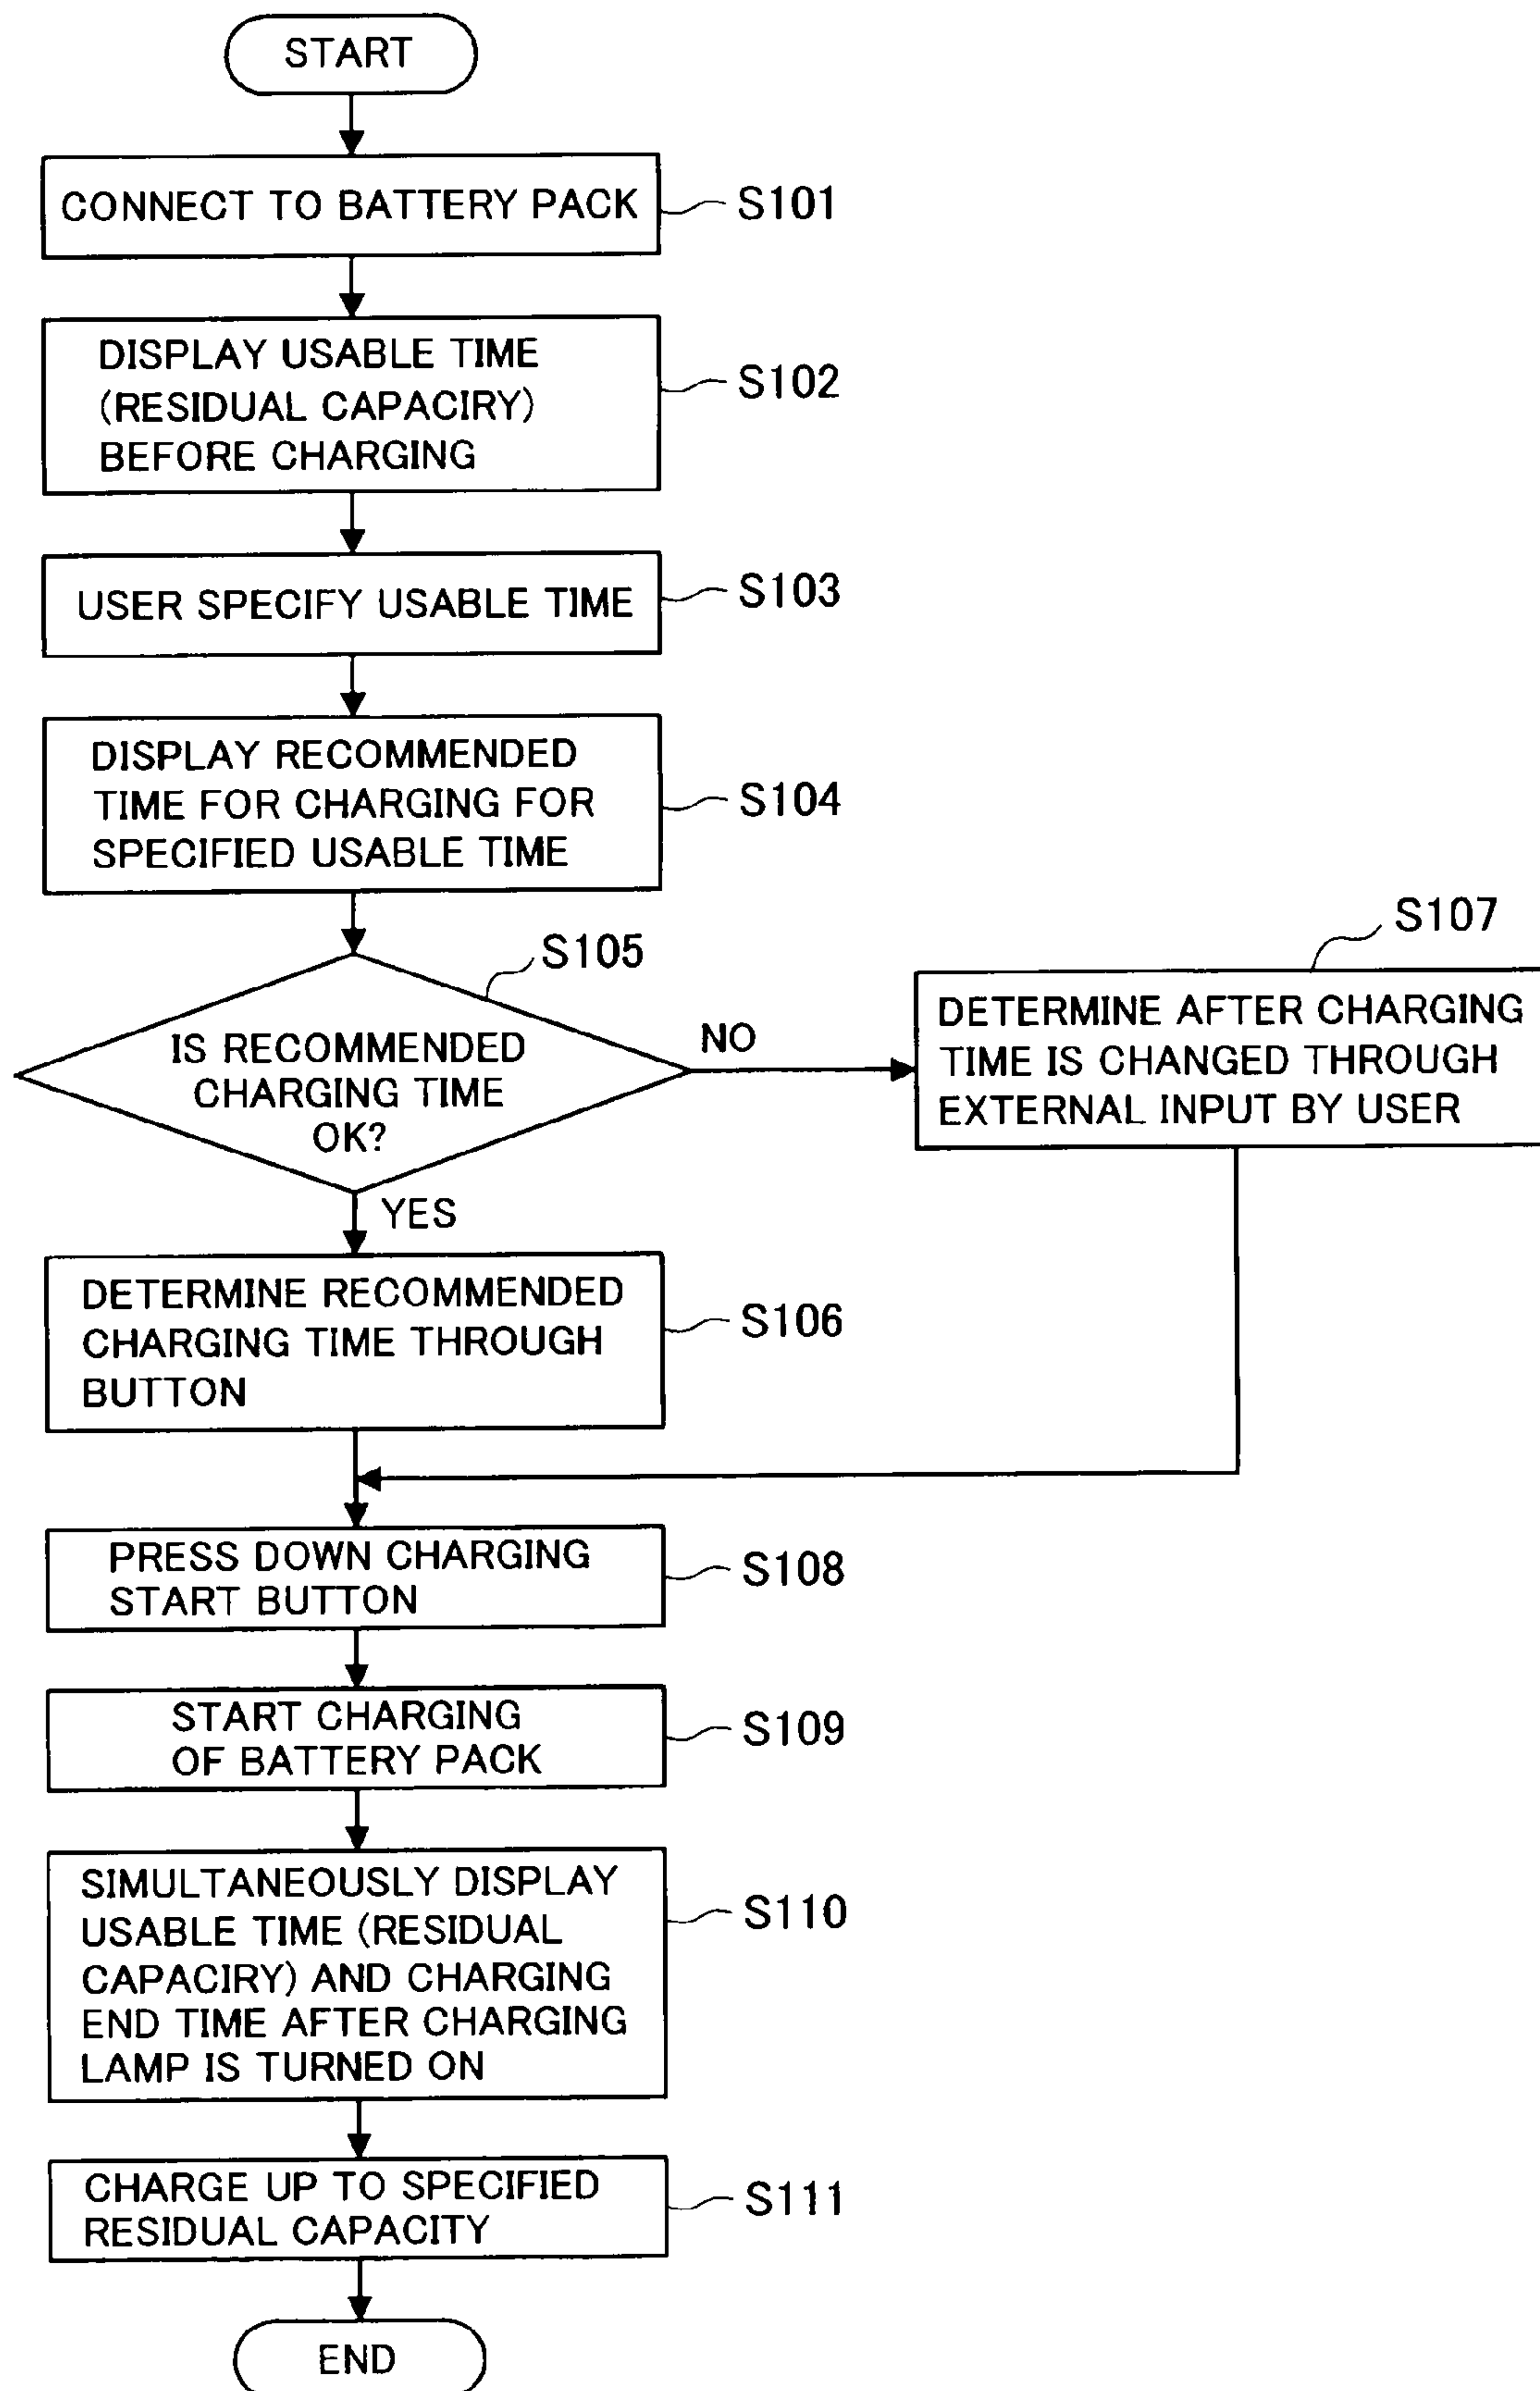 START
CONNECT TO BATTERY PACK
S101
DISPLAY USABLE TIME
(RESIDUAL CAPACIRY)
BEFORE CHARGING
S102
USER SPECIFY USABLE TIME
S103
DISPLAY RECOMMENDED
TIME FOR CHARGING FOR
SPECIFIED USABLE TIME
S104
S105
IS RECOMMENDED
CHARGING TIME
OK?
NO
S107
DETERMINE AFTER CHARGING
TIME IS CHANGED THROUGH
EXTERNAL INPUT BY USER
YES
DETERMINE RECOMMENDED
CHARGING TIME THROUGH
BUTTON
S106
PRESS DOWN CHARGING
START BUTTON
S108
START CHARGING
OF BATTERY PACK
S109
SIMULTANEOUSLY DISPLAY
USABLE TIME (RESIDUAL
CAPACIRY) AND CHARGING
END TIME AFTER CHARGING
LAMP IS TURNED ON
S110
CHARGE UP TO SPECIFIED
RESIDUAL CAPACITY
S111
END